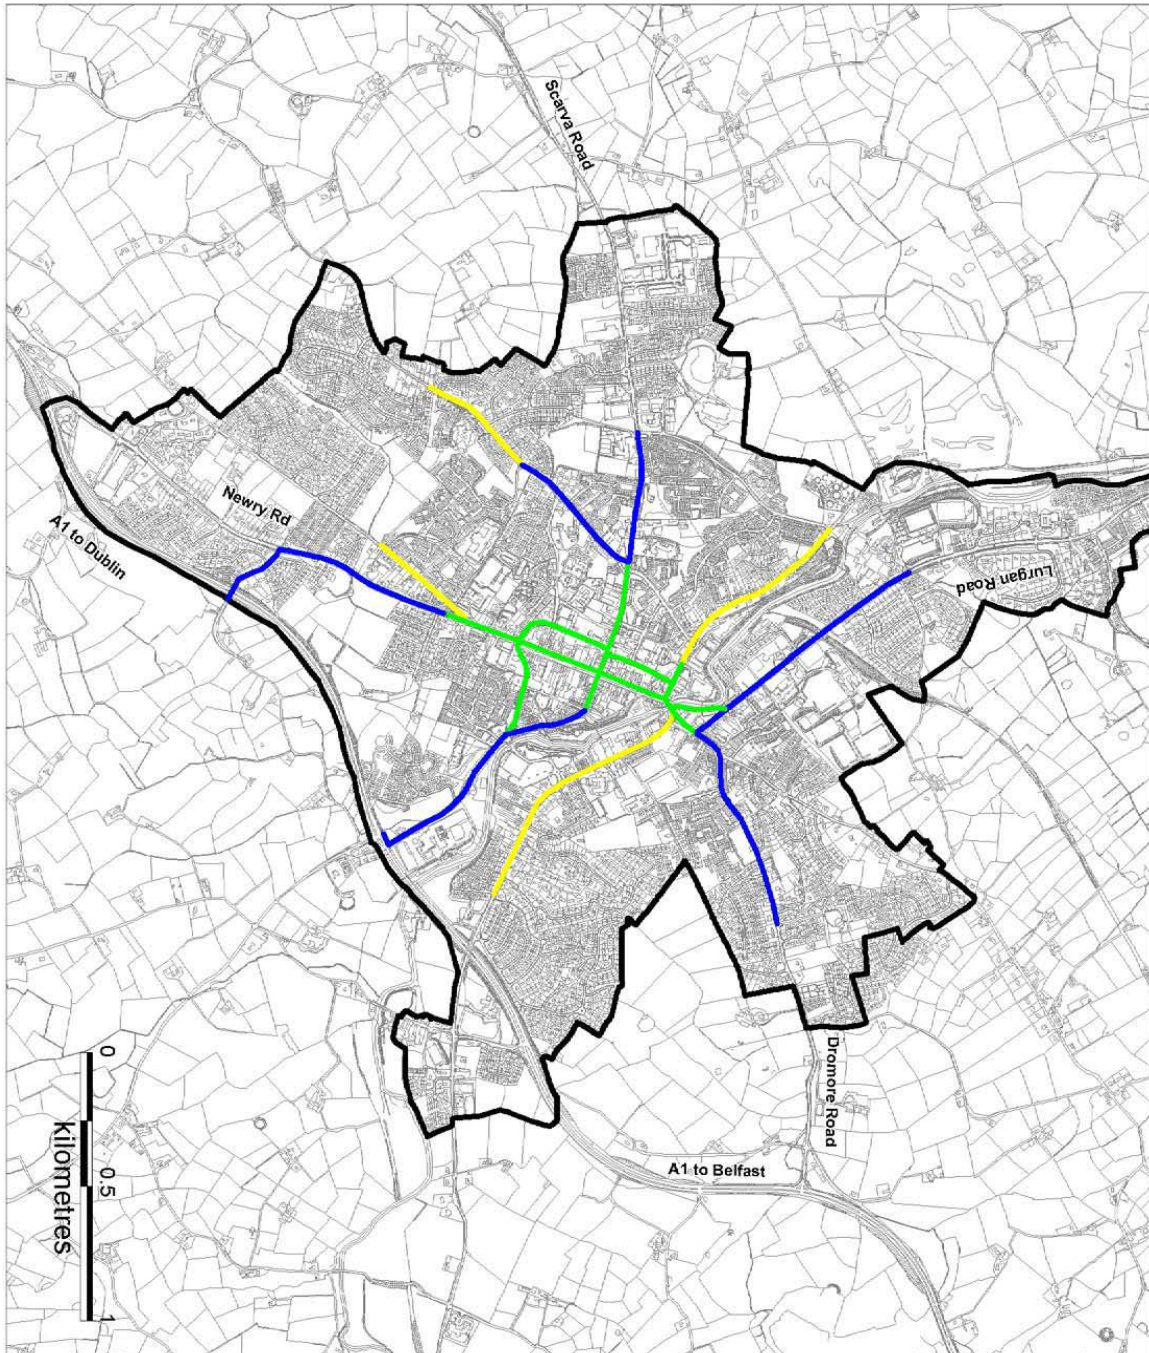 Scarva Road
Newry Rd
A1 to Dublin
Lurgan Road
Dromore Road
A1 to Belfast
0
0.5
1
kilometres